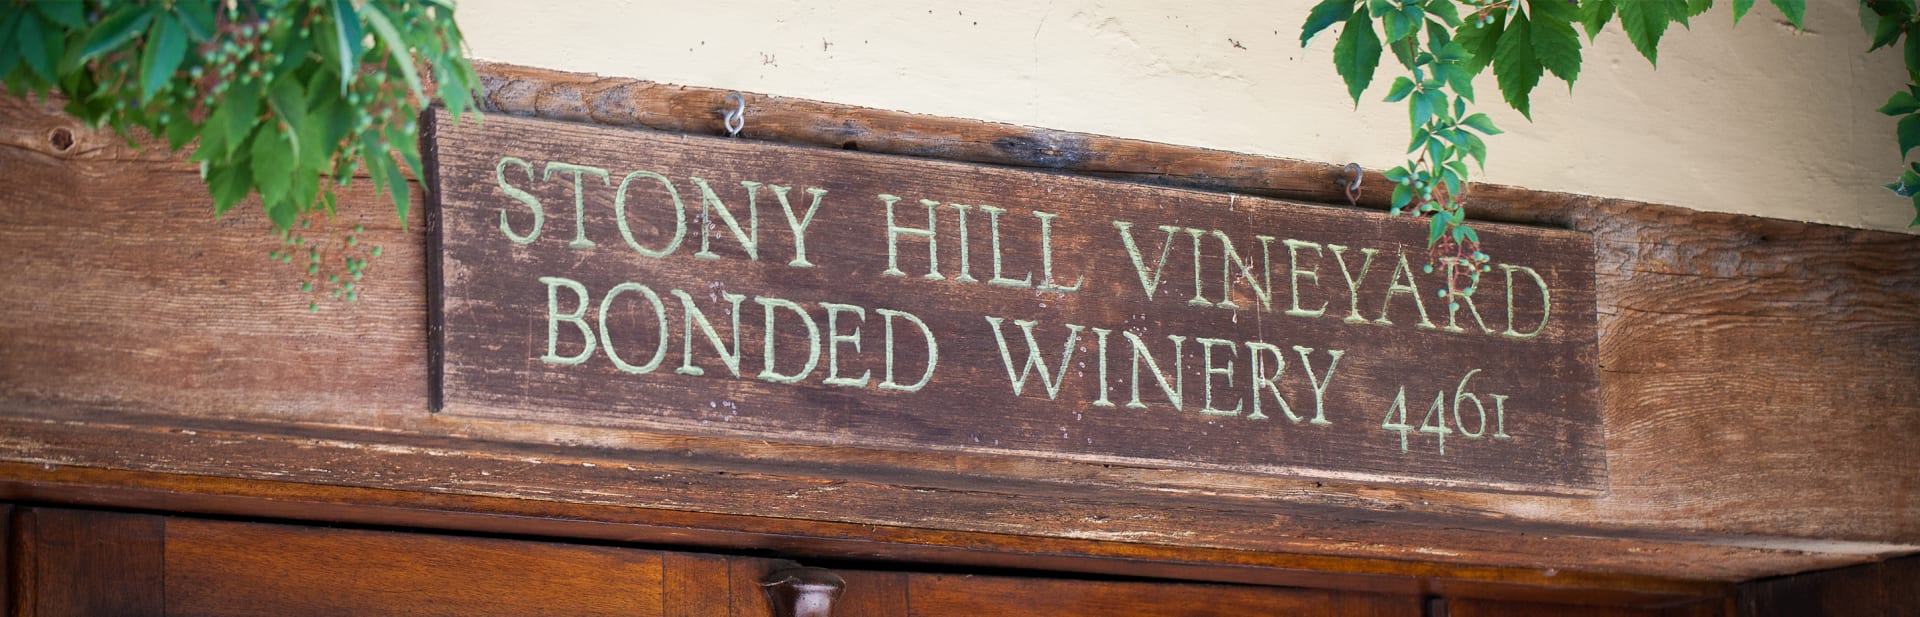 STONY HILL VINEYARD
BONDED WINERY 4461